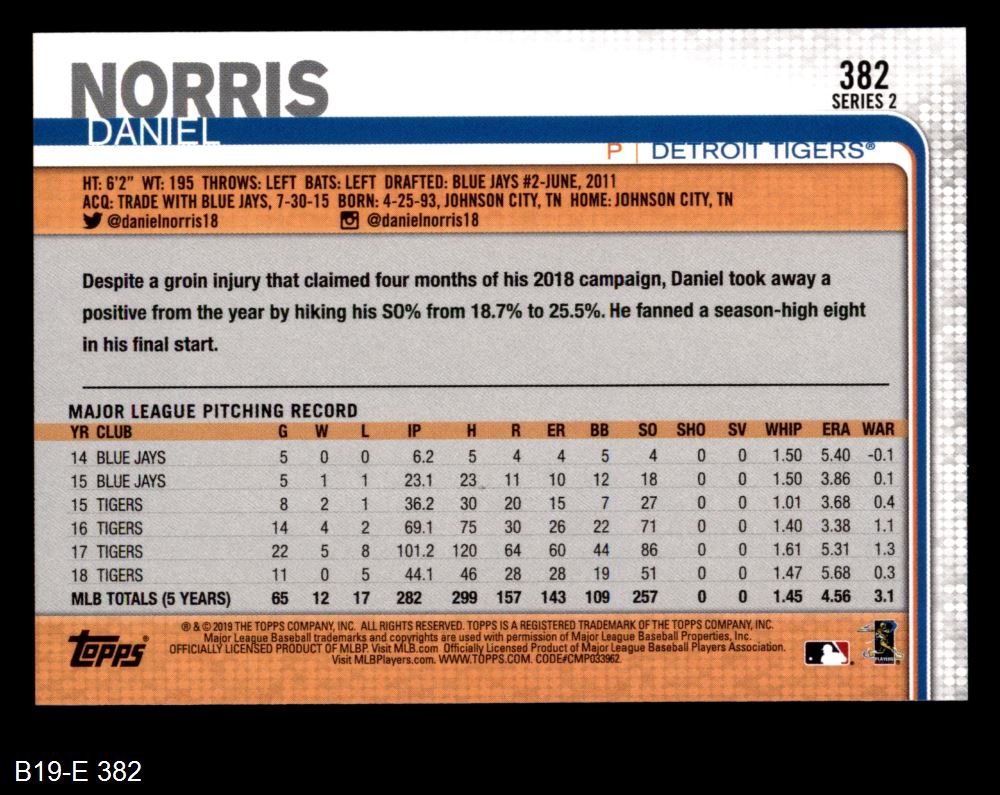 NORRIS
DANIEL
382
SERIES 2
P | DETROIT TIGERS®
HT: 6'2" WT: 195 THROWS: LEFT BATS: LEFT DRAFTED: BLUE JAYS #2-JUNE, 2011
ACQ: TRADE WITH BLUE JAYS, 7-30-15 BORN: 4-25-93, JOHNSON CITY, TN HOME: JOHNSON CITY, TN
@danielnorris18 @danielnorris18
Despite a groin injury that claimed four months of his 2018 campaign, Daniel took away a
positive from the year by hiking his SO% from 18.7% to 25.5%. He fanned a season-high eight
in his final start.
MAJOR LEAGUE PITCHING RECORD
YR CLUB G W L IP H R ER BB SO SHO SV WHIP ERA WAR
14 BLUE JAYS 5 0 0 6.2 5 4 4 5 4 0 0 1.50 5.40 -0.1
15 BLUE JAYS 5 1 1 23.1 23 11 10 12 18 0 0 1.50 3.86 0.1
15 TIGERS 8 2 1 36.2 30 20 15 7 27 0 0 1.01 3.68 0.4
16 TIGERS 14 4 2 69.1 75 30 26 22 71 0 0 1.40 3.38 1.1
17 TIGERS 22 5 8 101.2 120 64 60 44 86 0 0 1.61 5.31 1.3
18 TIGERS 11 0 5 44.1 46 28 28 19 51 0 0 1.47 5.68 0.3
MLB TOTALS (5 YEARS) 65 12 17 282 299 157 143 109 257 0 0 1.45 4.56 3.1
Topps®
® & © 2019 THE TOPPS COMPANY, INC. ALL RIGHTS RESERVED. TOPPS IS A REGISTERED TRADEMARK OF THE TOPPS COMPANY, INC.
Major League Baseball trademarks and copyrights are used with permission of Major League Baseball Properties, Inc.
OFFICIALLY LICENSED PRODUCT OF MLBP. Visit MLB.com Officially Licensed Product of Major League Baseball Players Association.
Visit MLBPlayers.com. WWW.TOPPS.COM. CODE#CMP033962
PLAYERS
B19-E 382